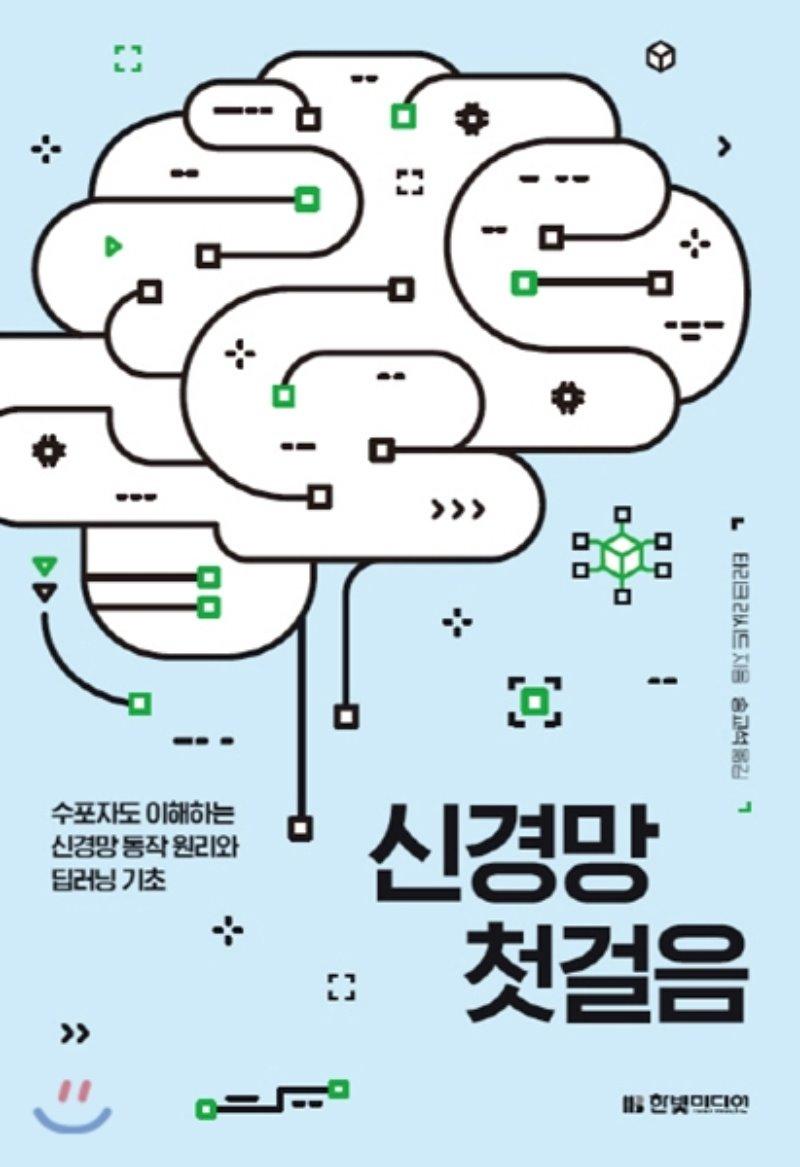 타리크 라시드 지음 송교석 옮김
수포자도 이해하는
신경망 동작 원리와
딥러닝 기초
신경망
첫걸음
한빛미디어